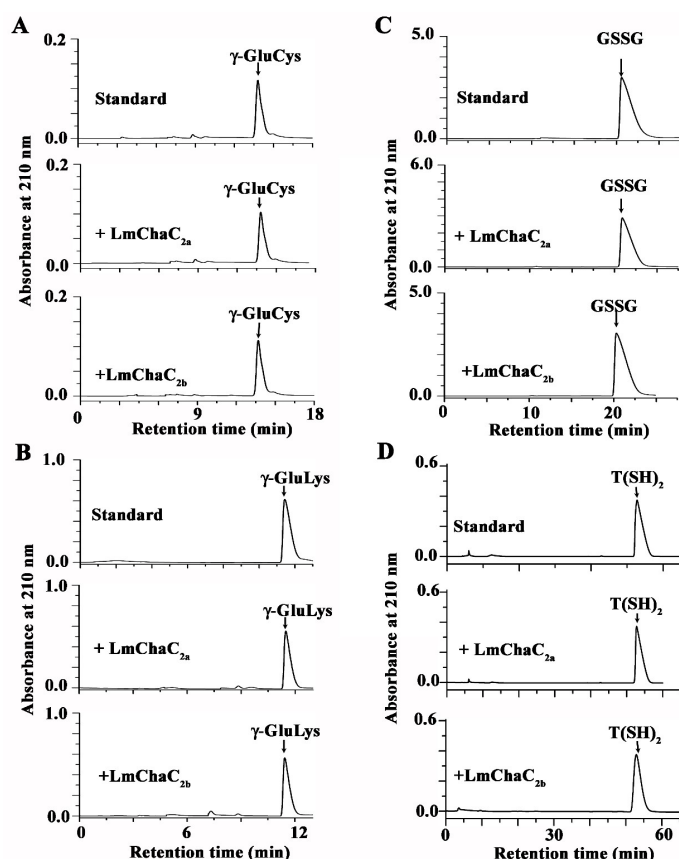 A
0.2
γ-GluCys
Standard
0.0
0.2
γ-GluCys
+ LmChaC2a
0.0
0.2
γ-GluCys
+LmChaC2b
0.0
0 9 18
Retention time (min)
Absorbance at 210 nm
B
1.0
γ-GluLys
Standard
0.0
1.0
γ-GluLys
+ LmChaC2a
0.0
1.0
γ-GluLys
+LmChaC2b
0.0
0 6 12
Retention time (min)
Absorbance at 210 nm
C
5.0
GSSG
Standard
0.0
6.0
GSSG
+ LmChaC2a
0.0
5.0
GSSG
+LmChaC2b
0.0
0 10 20
Retention time (min)
Absorbance at 210 nm
D
0.6
T(SH)2
Standard
0.0
0.6
T(SH)2
+ LmChaC2a
0.0
0.6
T(SH)2
+LmChaC2b
0.0
0 20 40 60
Retention time (min)
Absorbance at 210 nm